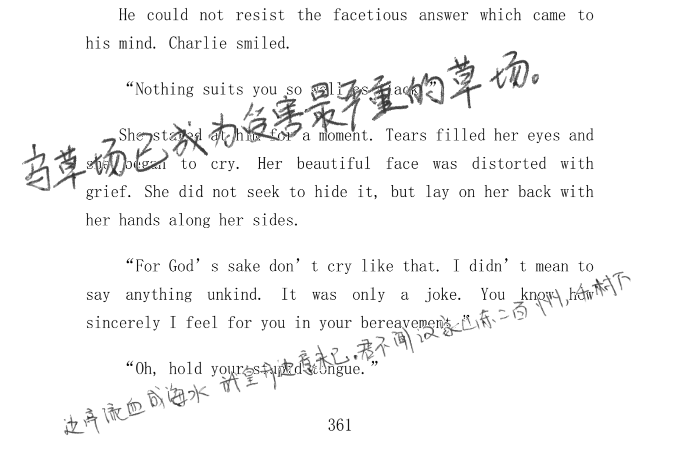 He could not resist the facetious answer which came to
his mind. Charlie smiled.
“Nothing suits you so well as black.”
与草场已成为危害最严重的草场。
She stared at him for a moment. Tears filled her eyes and
she began to cry. Her beautiful face was distorted with
grief. She did not seek to hide it, but lay on her back with
her hands along her sides.
“For God’s sake don’t cry like that. I didn’t mean to
say anything unkind. It was only a joke. You know how
sincerely I feel for you in your bereavement.”
边亭流血成海水 武皇开边意未已。君不闻汉家山东二百州,千村万
“Oh, hold your stupid tongue.”
361